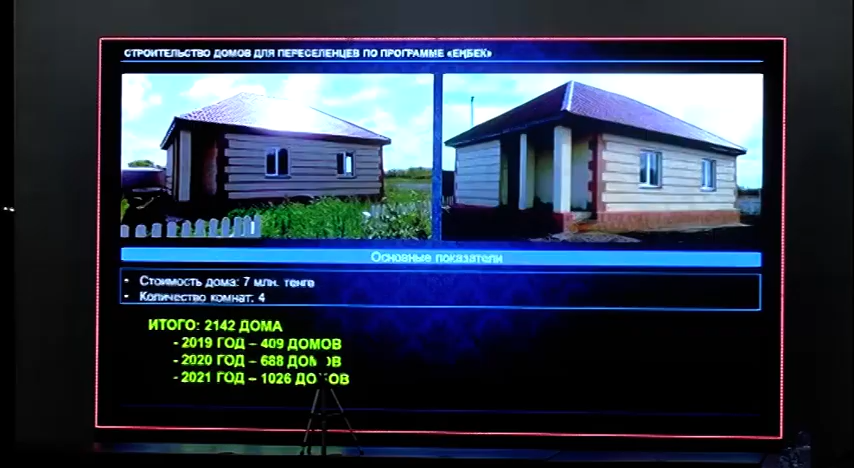 СТРОИТЕЛЬСТВО ДОМОВ ДЛЯ ПЕРЕСЕЛЕНЦЕВ ПО ПРОГРАММЕ «ЕҢБЕК»
Основные показатели
• Стоимость дома: 7 млн. тенге
• Количество комнат: 4
ИТОГО: 2142 ДОМА
- 2019 ГОД – 409 ДОМОВ
- 2020 ГОД – 688 ДОМОВ
- 2021 ГОД – 1026 ДОМОВ